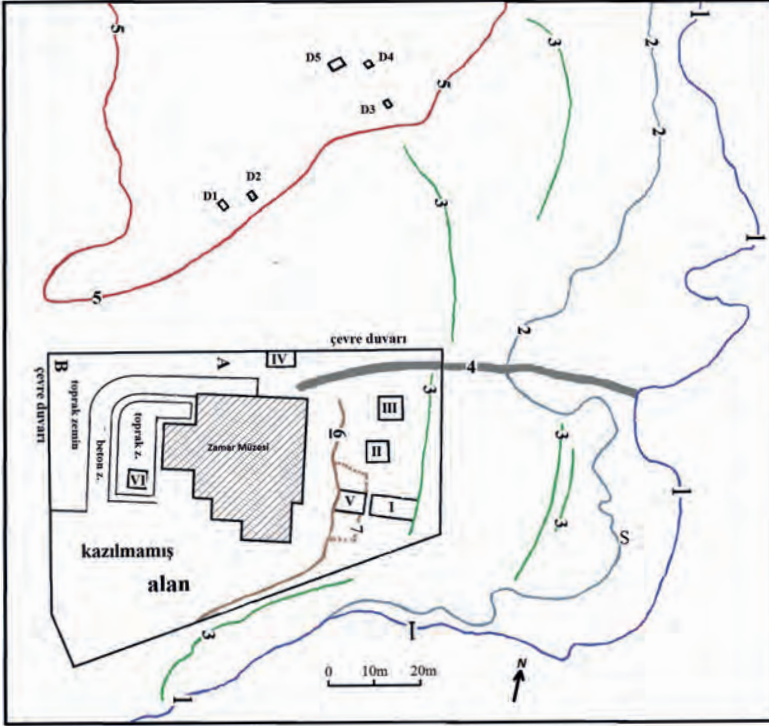 1
5
3
2
D5
D4
5
2
D3
3
D2
D1
1
5
2
çevre duvarı
IV
A
B
4
çevre duvarı
3
toprak zemin
beton z.
toprak z.
Zamar Müzesi
III
6
II
3
VI
V
I
1
3
7
S
kazılmamış
alan
3
1
1
0 10m 20m
N